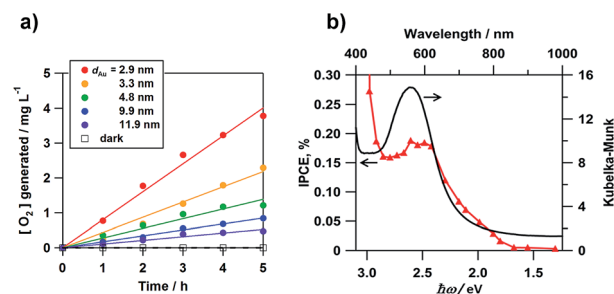 a)
[ O₂ ] generated / mg L⁻¹
5
4
3
2
1
0
d_Au = 2.9 nm
3.3 nm
4.8 nm
9.9 nm
11.9 nm
dark
0 1 2 3 4 5
Time / h
b)
Wavelength / nm
400 500 600 800 1000
IPCE, %
0.30
0.25
0.20
0.15
0.10
0.05
0
16
12
8
4
0
Kubelka-Munk
3.0 2.5 2.0 1.5
ℏω/ eV